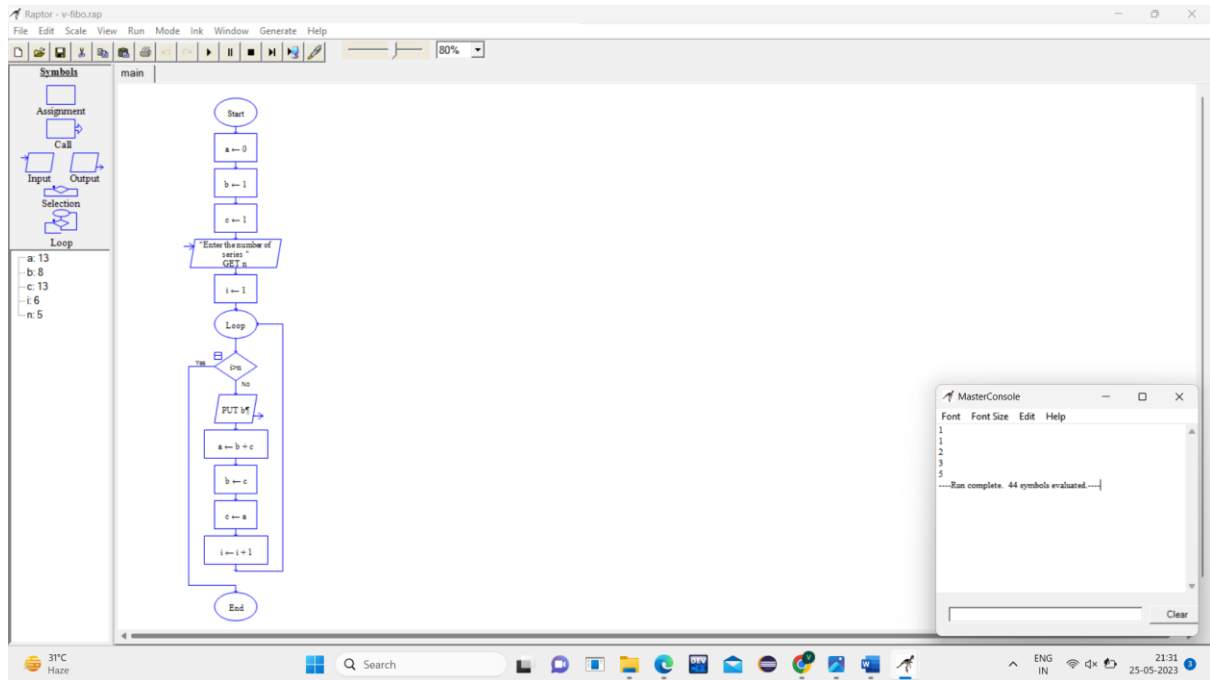 Raptor - v-fibo.rap
File Edit Scale View Run Mode Ink Window Generate Help
80%
Symbols
main
Assignment
Call
Input Output
Selection
Loop
a: 13
b: 8
c: 13
i: 6
n: 5
Start
a ← 0
b ← 1
c ← 1
"Enter the number of
series "
GET n
i ← 1
Loop
Yes
i>n
No
PUT b¶
a ← b + c
b ← c
c ← a
i ← i + 1
End
MasterConsole
Font Font Size Edit Help
1
1
2
3
5
----Run complete. 44 symbols evaluated.----
Clear
31°C
Haze
Search
DEV
V
W
ENG
IN
21:31
25-05-2023
3